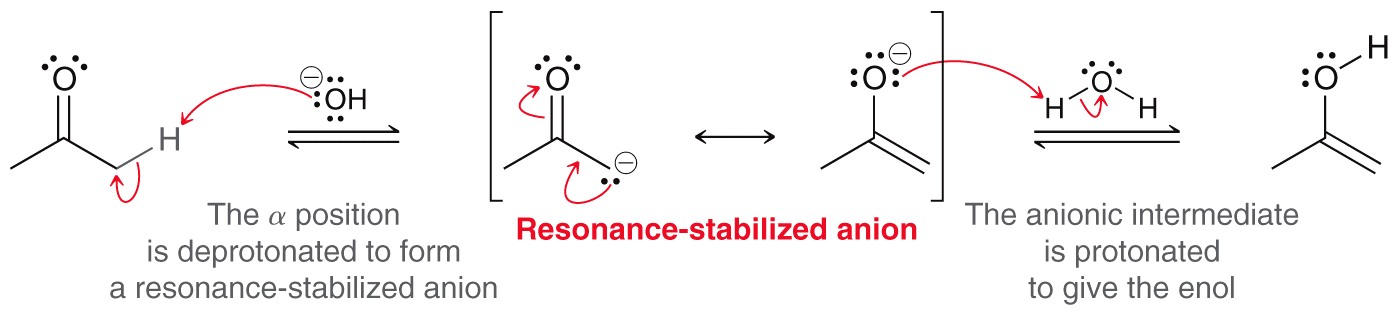 O
H
⊖
:OH
O
⊖
O
⊖
H
O
H
O
H
The α position
is deprotonated to form
a resonance-stabilized anion
Resonance-stabilized anion
The anionic intermediate
is protonated
to give the enol